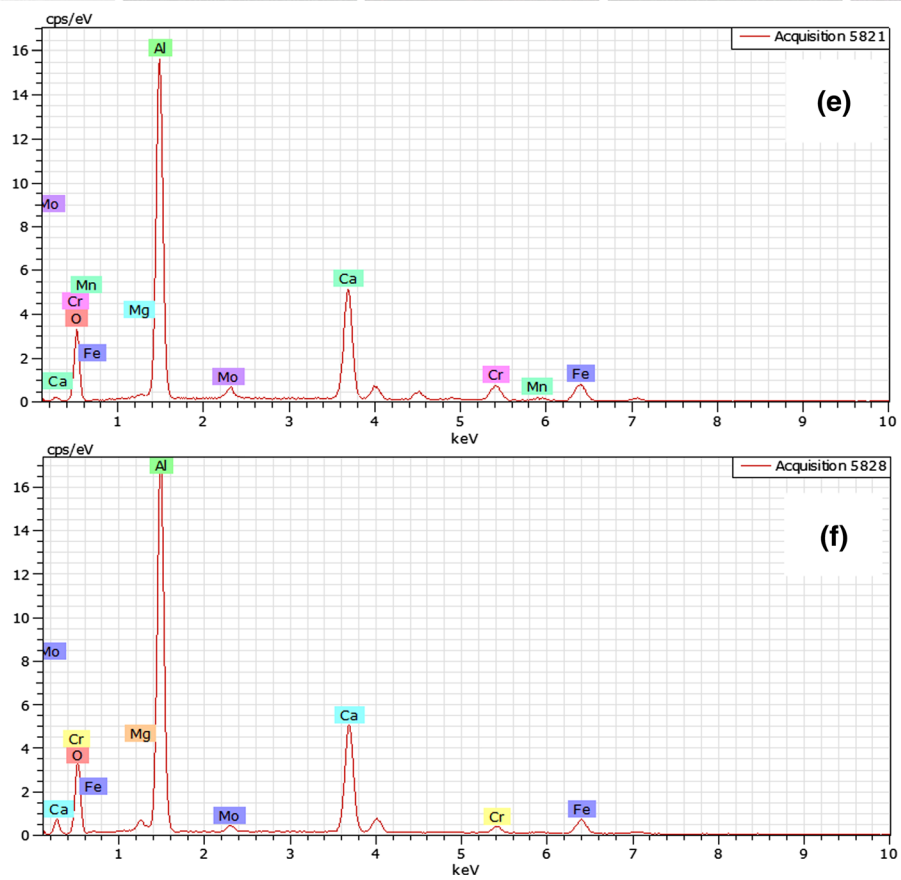 cps/eV
Acquisition 5821
(e)
16
14
12
10
8
6
4
2
0
Al
Mo
Mn
Cr
O
Fe
Ca
Mg
Mo
Ca
Cr
Mn
Fe
1 2 3 4 5 6 7 8 9 10
keV
cps/eV
Acquisition 5828
(f)
16
14
12
10
8
6
4
2
0
Al
Mo
Cr
O
Fe
Ca
Mg
Mo
Ca
Cr
Fe
1 2 3 4 5 6 7 8 9 10
keV